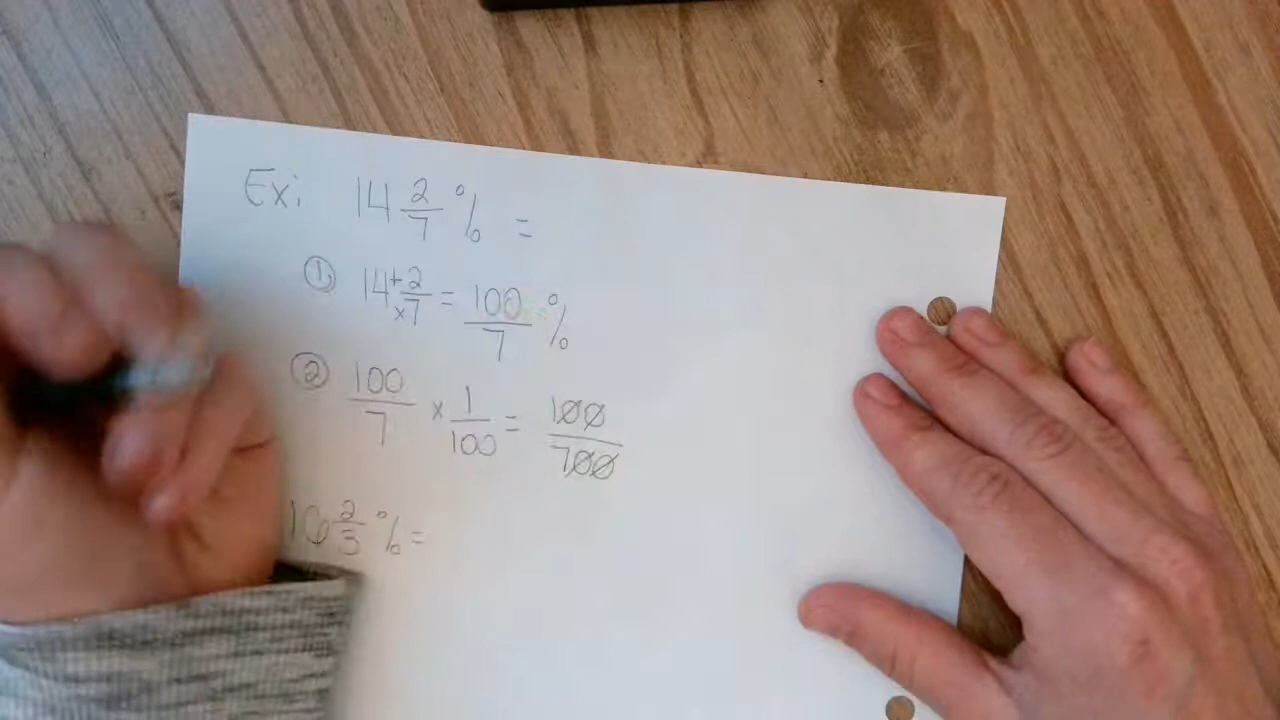 Ex: 14 2/7 % =
① 14 + 2/× 7 = 100/7 %
② 100/7 × 1/100 = 100/700
16 2/3 % =